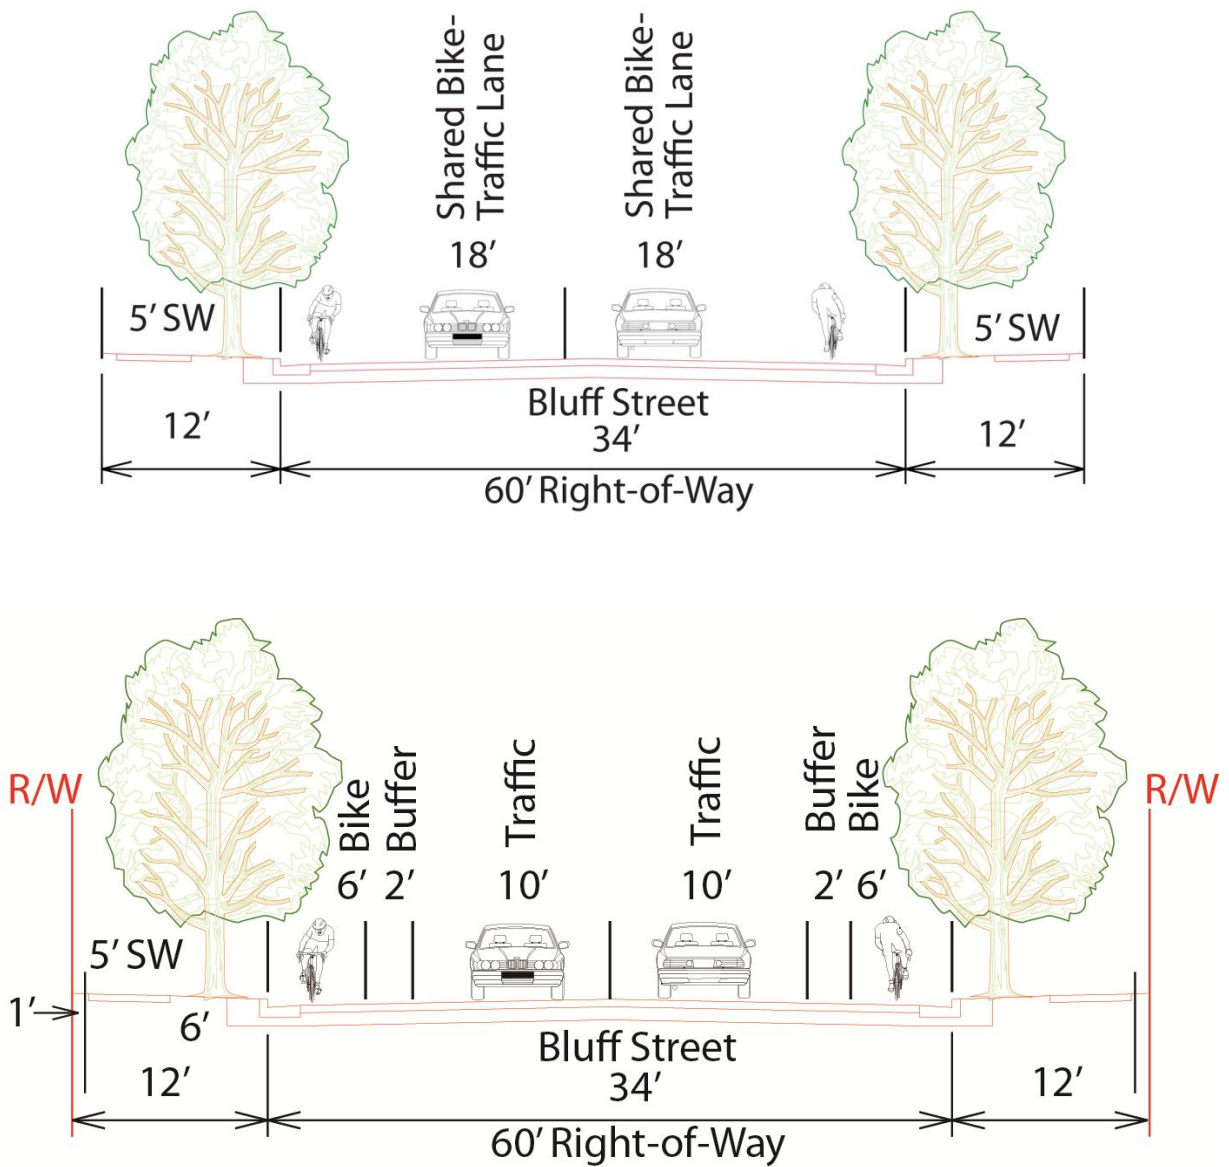 Shared Bike-
Traffic Lane
18’
Shared Bike-
Traffic Lane
18’
5’ SW
5’ SW
12’
Bluff Street
34’
12’
60’ Right-of-Way
R/W
6’ Bike
2’ Buffer
10’ Traffic
10’ Traffic
2’ Buffer
6’ Bike
R/W
5’ SW
1’
6’
12’
Bluff Street
34’
12’
60’ Right-of-Way